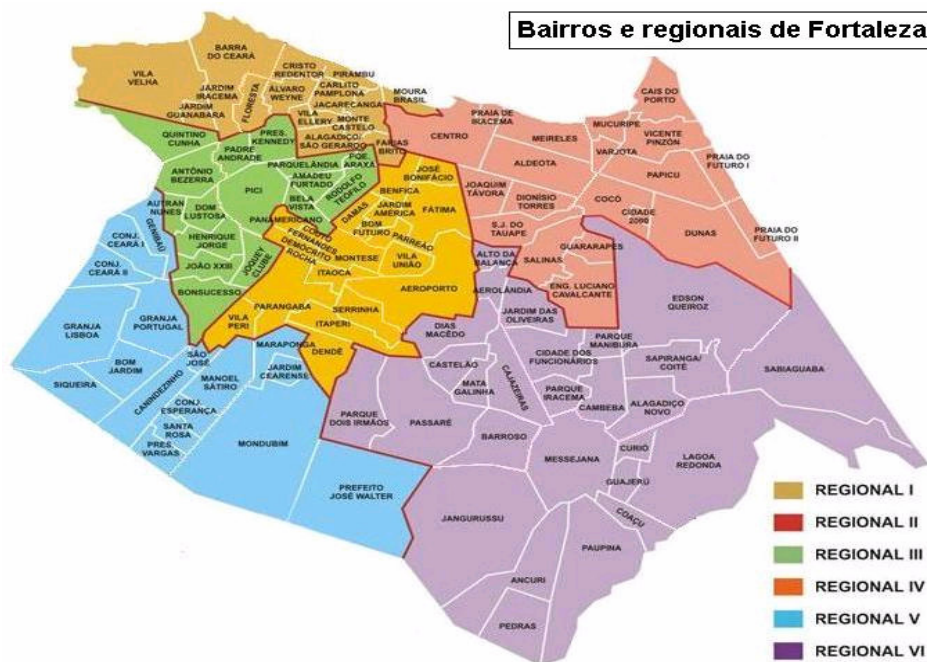 Bairros e regionais de Fortaleza
VILA
VELHA
BARRA
DO CEARÁ
CRISTO
REDENTOR
PIRAMBU
JARDIM
IRACEMA
JARDIM
GUANABARA
FLORESTA
ÁLVARO
WEYNE
CARLITO
PAMPLONA
JACARECANGA
MOURA
BRASIL
VILA
ELLERY
MONTE
CASTELO
ALAGADIÇO/
SÃO GERARDO
FARIAS
BRITO
QUINTINO
CUNHA
PADRE
ANDRADE
PRES.
KENNEDY
PARQUELÂNDIA
PQE.
ARAXÁ
AMADEU
FURTADO
RODOLFO
TEÓFILO
ANTÔNIO
BEZERRA
PICI
BELA
VISTA
AUTRAN
NUNES
DOM
LUSTOSA
PANAMERICANO
HENRIQUE
JORGE
JOÃO XXIII
JOQUEY
CLUBE
BONSUCESSO
GENIBAÚ
CENTRO
PRAIA DE
IRACEMA
MEIRELES
MUCURIPE
CAIS DO
PORTO
VICENTE
PINZÓN
VARJOTA
ALDEOTA
PAPICU
PRAIA DO
FUTURO I
JOAQUIM
TÁVORA
DIONÍSIO
TORRES
COCÓ
CIDADE
2000
DUNAS
PRAIA DO
FUTURO II
S.J. DO
TAUAPE
GUARARAPES
SALINAS
ENG. LUCIANO
CAVALCANTE
JOSÉ
BONIFÁCIO
BENFICA
JARDIM
AMÉRICA
FÁTIMA
DAMAS
BOM
FUTURO
PARREÃO
COUTO
FERNANDES
DEMÓCRITO
ROCHA
MONTESE
VILA
UNIÃO
ITAOCA
AEROPORTO
PARANGABA
SERRINHA
VILA
PERI
ITAPERI
DENDÊ
CONJ.
CEARÁ I
CONJ.
CEARÁ II
GRANJA
LISBOA
GRANJA
PORTUGAL
BOM
JARDIM
SIQUEIRA
CANINDEZINHO
SÃO
JOSÉ
MANOEL
SÁTIRO
MARAPONGA
JARDIM
CEARENSE
CONJ.
ESPERANÇA
SANTA
ROSA
PRES.
VARGAS
MONDUBIM
PREFEITO
JOSÉ WALTER
ALTO DA
BALANÇA
AEROLÂNDIA
JARDIM DAS
OLIVEIRAS
EDSON
QUEIROZ
DIAS
MACÊDO
CIDADE DOS
FUNCIONÁRIOS
PARQUE
MANIBURA
SAPIRANGA/
COITÉ
SABIAGUABA
CASTELÃO
MATA
GALINHA
CAJAZEIRAS
PARQUE
IRACEMA
CAMBEBA
ALAGADIÇO
NOVO
PARQUE
DOIS IRMÃOS
PASSARÉ
BARROSO
MESSEJANA
CURIÓ
GUAJERÚ
LAGOA
REDONDA
COAÇU
JANGURUSSU
PAUPINA
ANCURI
PEDRAS
REGIONAL I
REGIONAL II
REGIONAL III
REGIONAL IV
REGIONAL V
REGIONAL VI